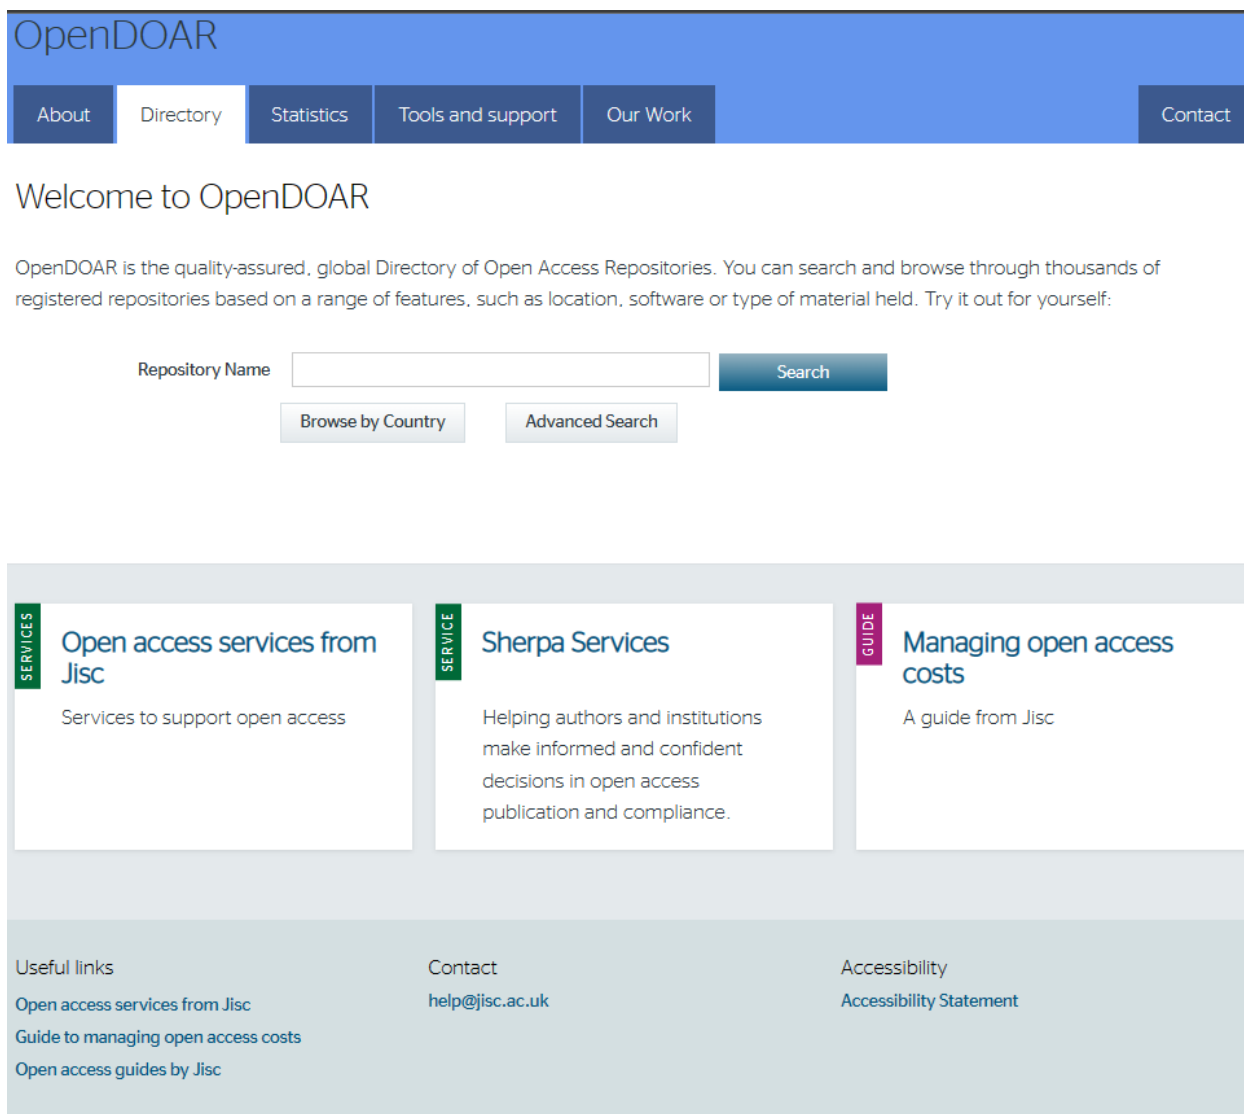 OpenDOAR
About
Directory
Statistics
Tools and support
Our Work
Contact
Welcome to OpenDOAR
OpenDOAR is the quality-assured, global Directory of Open Access Repositories. You can search and browse through thousands of
registered repositories based on a range of features, such as location, software or type of material held. Try it out for yourself:
Repository Name
Search
Browse by Country
Advanced Search
SERVICES
Open access services from
Jisc
Services to support open access
SERVICE
Sherpa Services
Helping authors and institutions
make informed and confident
decisions in open access
publication and compliance.
GUIDE
Managing open access
costs
A guide from Jisc
Useful links
Open access services from Jisc
Guide to managing open access costs
Open access guides by Jisc
Contact
help@jisc.ac.uk
Accessibility
Accessibility Statement